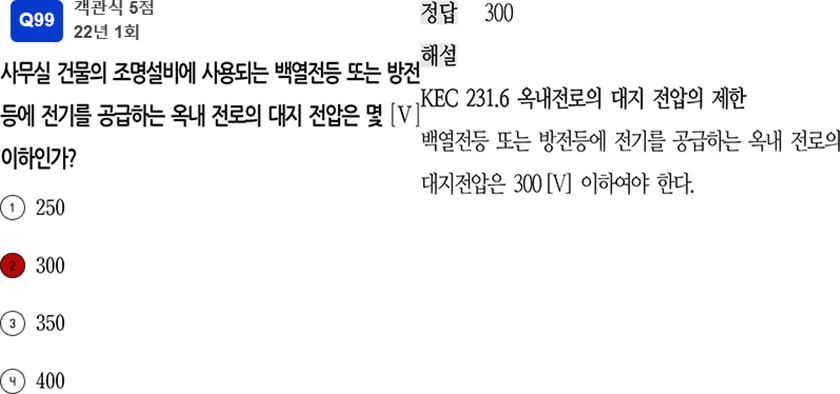 Q99
객관식 5점
22년 1회
사무실 건물의 조명설비에 사용되는 백열전등 또는 방전
등에 전기를 공급하는 옥내 전로의 대지 전압은 몇 [V]
이하인가?
1 250
2 300
3 350
4 400
정답 300
해설
KEC 231.6 옥내전로의 대지 전압의 제한
백열전등 또는 방전등에 전기를 공급하는 옥내 전로의
대지전압은 300[V] 이하여야 한다.